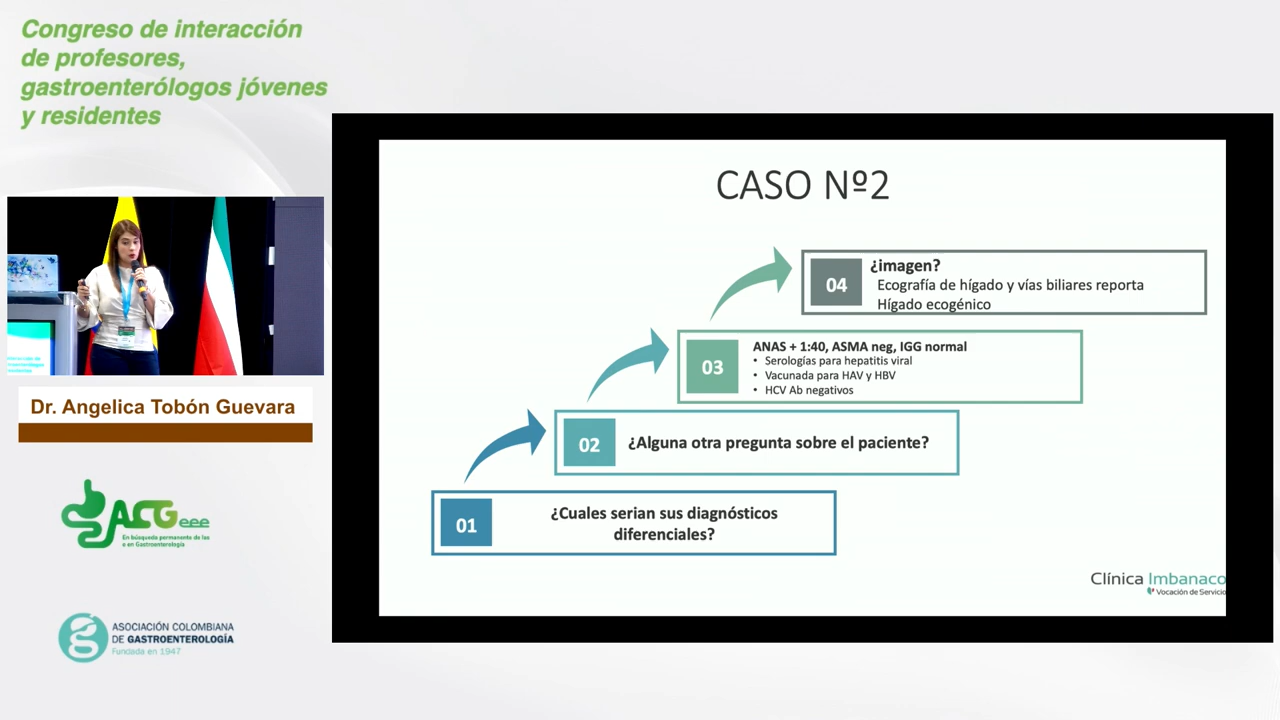 Congreso de interacción
de profesores,
gastroenterólogos jóvenes
y residentes
Dr. Angelica Tobón Guevara
ACGeee
En búsqueda permanente de las
e en Gastroenterología
ASOCIACIÓN COLOMBIANA
DE GASTROENTEROLOGÍA
Fundada en 1947
CASO Nº2
04
¿imagen?
Ecografía de hígado y vías biliares reporta
Hígado ecogénico
03
ANAS + 1:40, ASMA neg, IGG normal
• Serologías para hepatitis viral
• Vacunada para HAV y HBV
• HCV Ab negativos
02
¿Alguna otra pregunta sobre el paciente?
01
¿Cuales serian sus diagnósticos
diferenciales?
Clínica Imbanaco
Vocación de Servicio